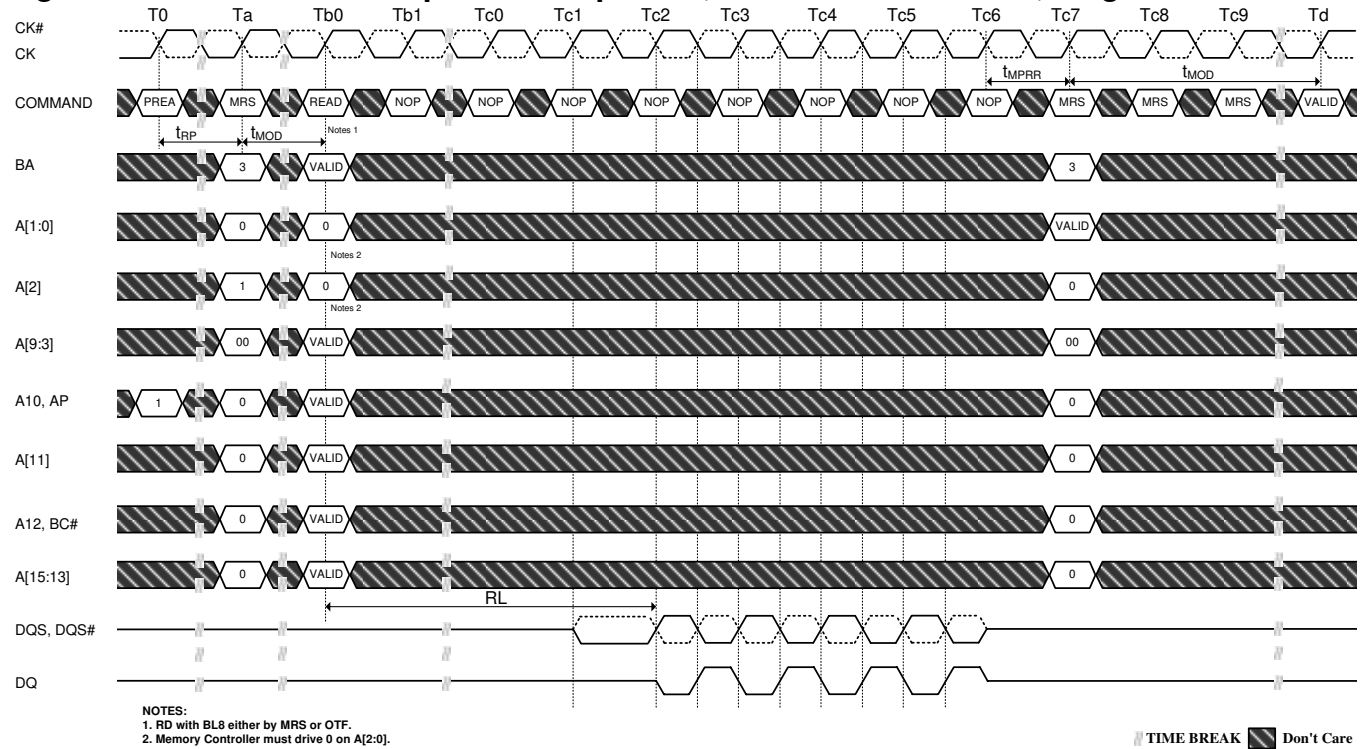 T0 Ta Tb0 Tb1 Tc0 Tc1 Tc2 Tc3 Tc4 Tc5 Tc6 Tc7 Tc8 Tc9 Td
CK#
CK
tMPRR tMOD
COMMAND PREA MRS READ NOP NOP NOP NOP NOP NOP NOP NOP MRS MRS MRS VALID
tRP tMOD Notes 1
BA 3 VALID 3
A[1:0] 0 0 VALID
Notes 2
A[2] 1 0 0
Notes 2
A[9:3] 00 VALID 00
A10, AP 1 0 VALID 0
A[11] 0 VALID 0
A12, BC# 0 VALID 0
A[15:13] 0 VALID 0
RL
DQS, DQS#
DQ
NOTES:
1. RD with BL8 either by MRS or OTF.
2. Memory Controller must drive 0 on A[2:0].
TIME BREAK Don't Care